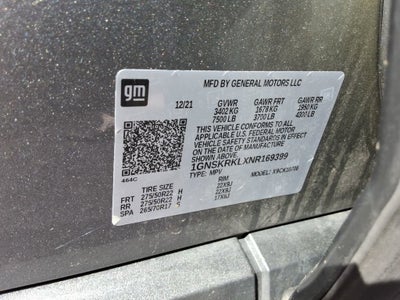 gm
MFD BY GENERAL MOTORS LLC
12/21 GVWR GAWR FRT GAWR RR
3402 KG 1678 KG 1950 KG
7500 LB 3700 LB 4300 LB
THIS VEHICLE CONFORMS TO ALL
APPLICABLE U.S. FEDERAL MOTOR
VEHICLE SAFETY STANDARDS IN EFFECT
ON THE DATE OF MANUFACTURE SHOWN ABOVE.
1GNSKRKLXNR169399
464C TYPE: MPV MODEL:
TIRE SIZE RIM
FRT 275/50R22 H 22X9J
RR 275/50R22 H 22X9J
SPA 265/70R17 S 17X8J